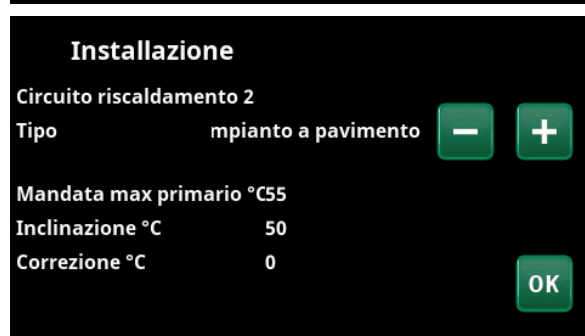 Installazione
Circuito riscaldamento 2
Tipo mpianto a pavimento − +
Mandata max primario °C55
Inclinazione °C 50
Correzione °C 0
OK